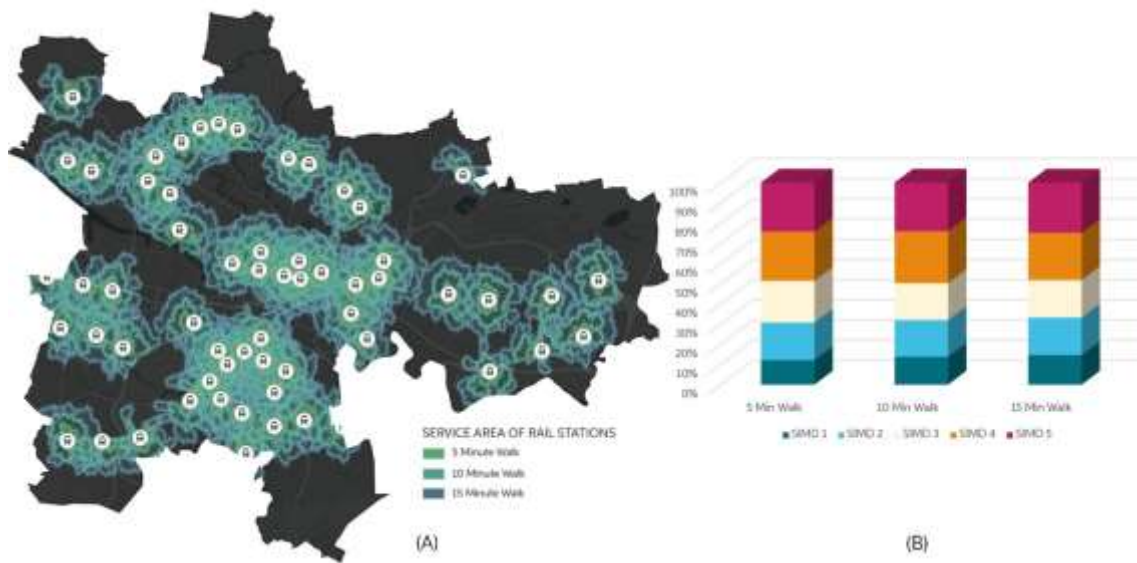 SERVICE AREA OF RAIL STATIONS
5 Minute Walk
10 Minute Walk
15 Minute Walk
(A)
100%
90%
80%
70%
60%
50%
40%
30%
20%
10%
0%
5 Min Walk 10 Min Walk 15 Min Walk
SIMD 1 SIMD 2 SIMD 3 SIMD 4 SIMD 5
(B)